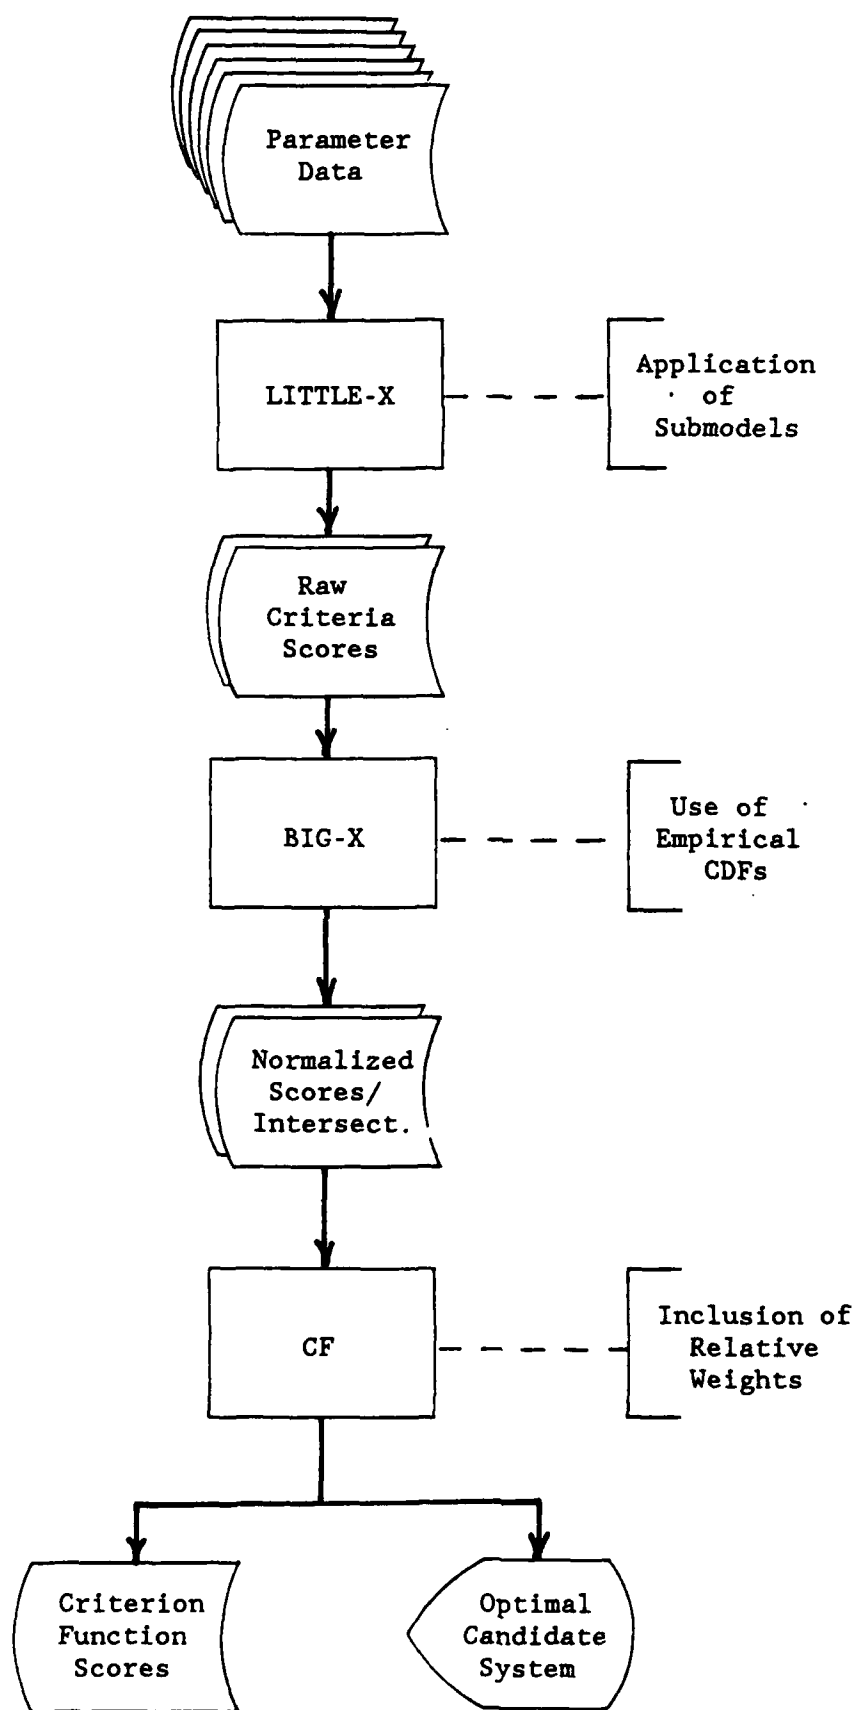 Parameter
Data
LITTLE-X
Application
of
Submodels
Raw
Criteria
Scores
BIG-X
Use of
Empirical
CDFs
Normalized
Scores/
Intersect.
CF
Inclusion of
Relative
Weights
Criterion
Function
Scores
Optimal
Candidate
System